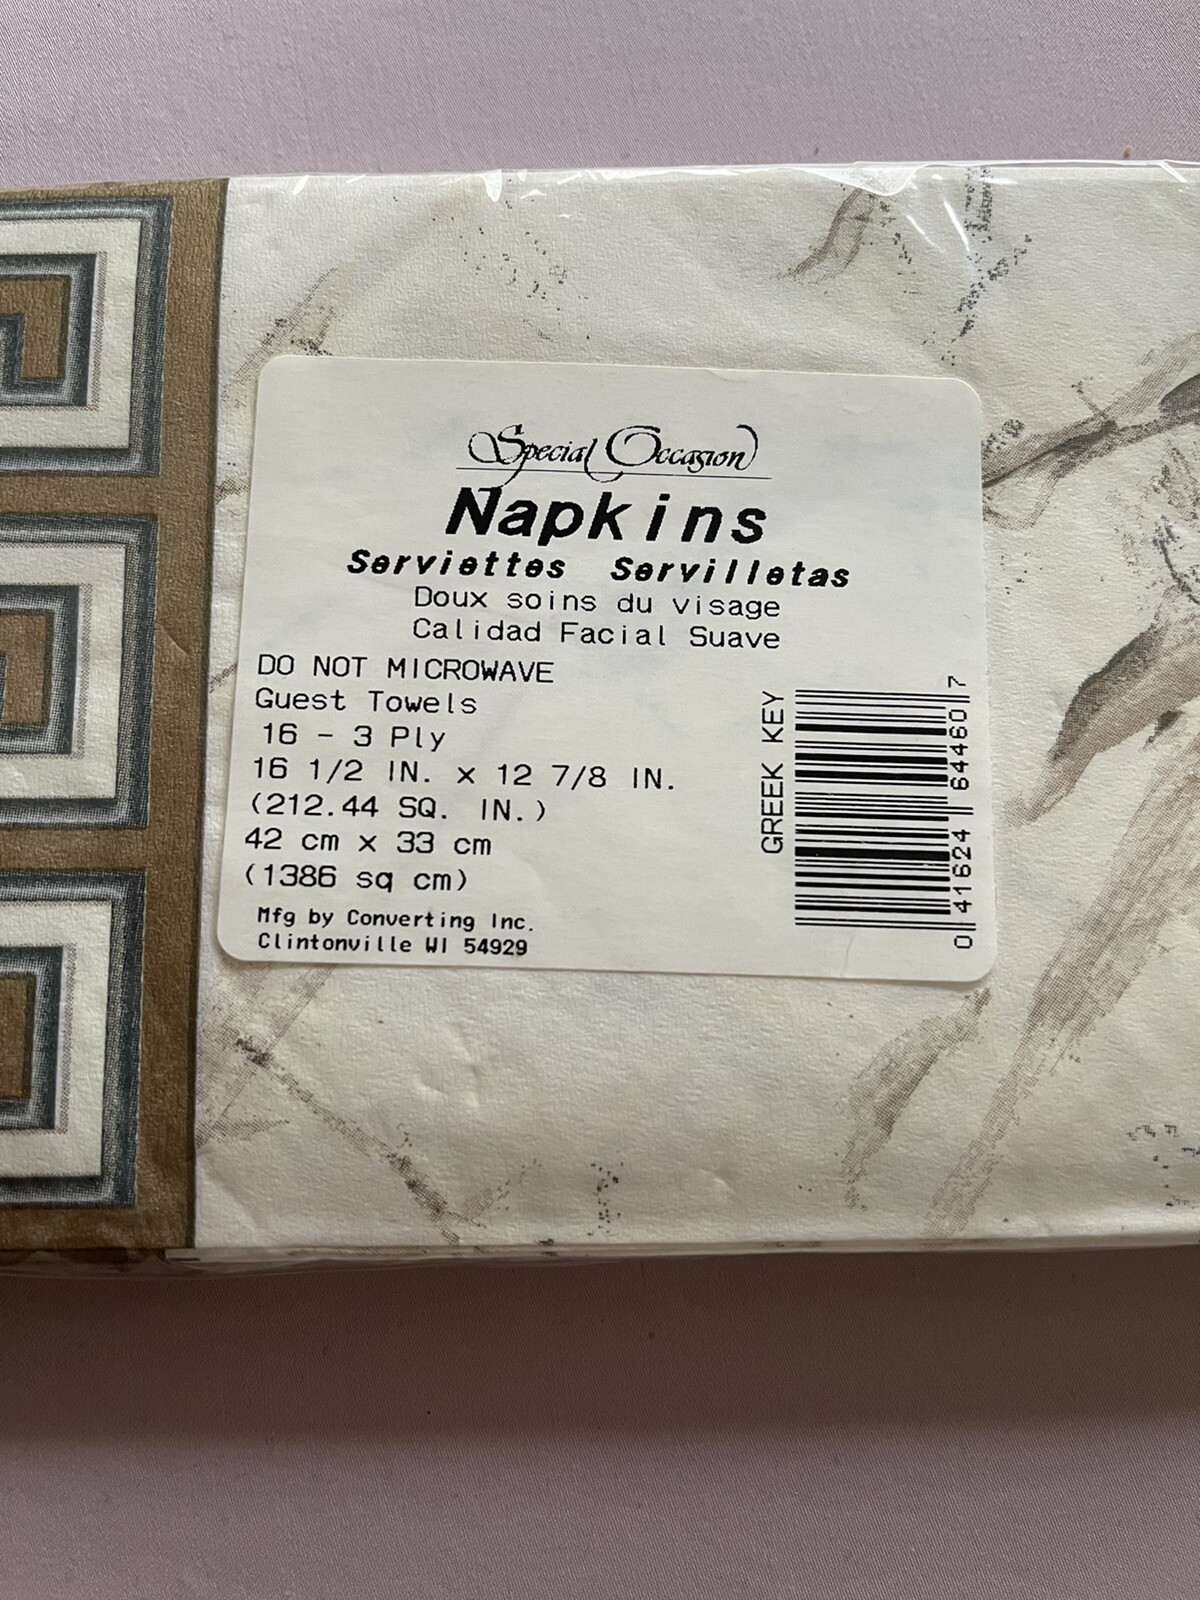 Special Occasion
Napkins
Serviettes Servilletas
Doux soins du visage
Calidad Facial Suave
DO NOT MICROWAVE
Guest Towels
16 - 3 Ply
16 1/2 IN. x 12 7/8 IN.
(212.44 SQ. IN.)
42 cm x 33 cm
(1386 sq cm)
Mfg by Converting Inc.
Clintonville WI 54929
GREEK KEY
0 41624 64460 7